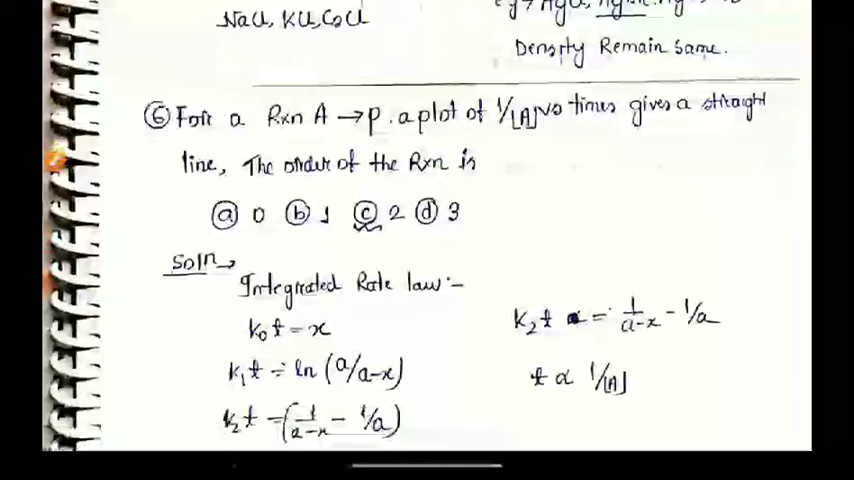 NaCl, KCl, CsCl
Density Remain same.
⑥ For a Rxn A → P. a plot of 1/[A] vs times gives a straight
line, The order of the Rxn is
ⓐ 0 ⓑ 1 ⓒ 2 ⓓ 3
Soln →
Integrated Rate law :-
k₀t = x
k₁t = ln (a/a-x)
k₂t = (1/a-x - 1/a)
k₂t = 1/a-x - 1/a
t ∝ 1/[A]